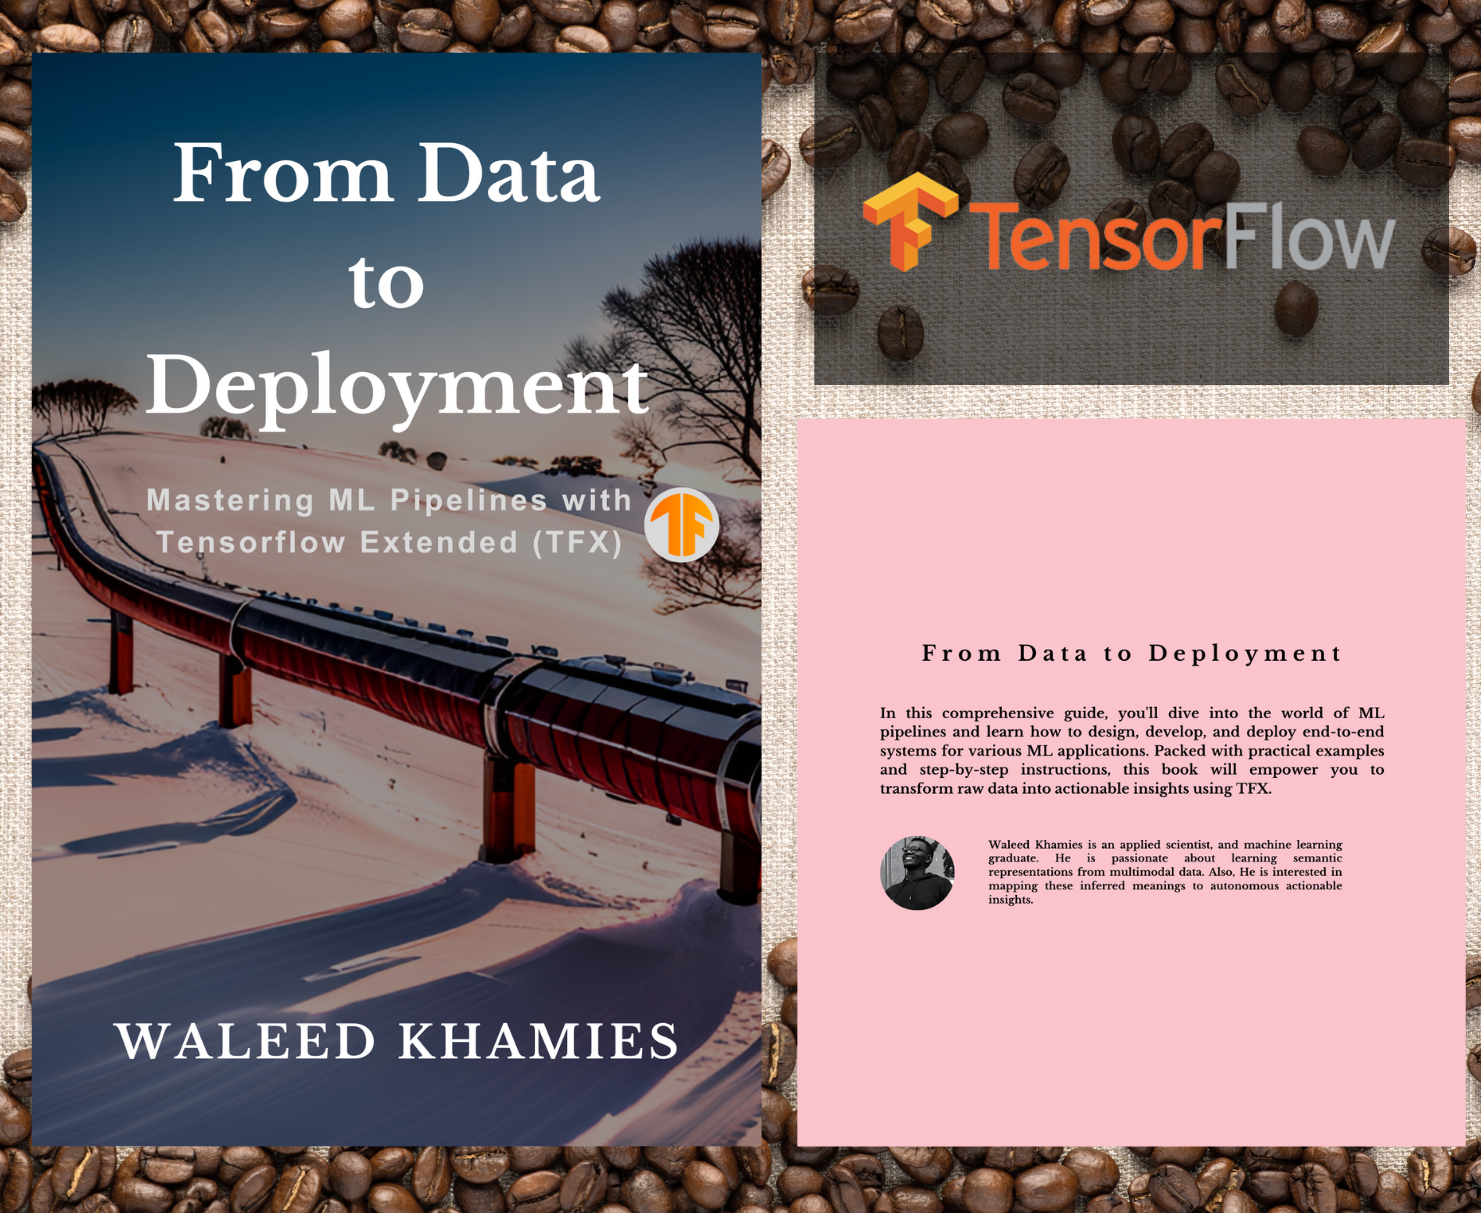 From Data
to
Deployment
Mastering ML Pipelines with
Tensorflow Extended (TFX)
WALEED KHAMIES
TensorFlow
From Data to Deployment
In this comprehensive guide, you'll dive into the world of ML
pipelines and learn how to design, develop, and deploy end-to-end
systems for various ML applications. Packed with practical examples
and step-by-step instructions, this book will empower you to
transform raw data into actionable insights using TFX.
Waleed Khamies is an applied scientist, and machine learning
graduate. He is passionate about learning semantic
representations from multimodal data. Also, He is interested in
mapping these inferred meanings to autonomous actionable
insights.